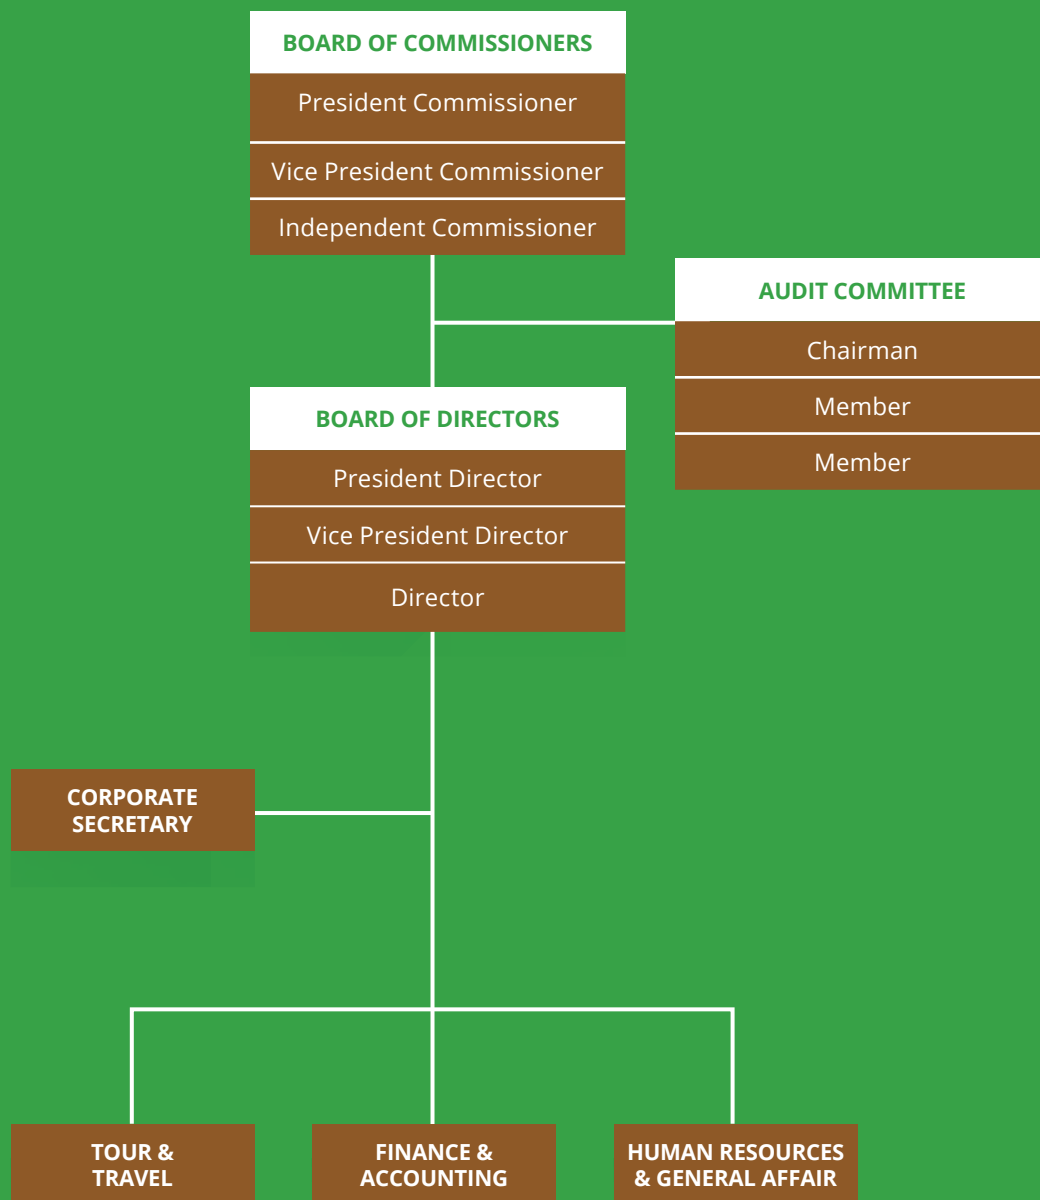 BOARD OF COMMISSIONERS
President Commissioner
Vice President Commissioner
Independent Commissioner
AUDIT COMMITTEE
Chairman
Member
Member
BOARD OF DIRECTORS
President Director
Vice President Director
Director
CORPORATE
SECRETARY
TOUR &
TRAVEL
FINANCE &
ACCOUNTING
HUMAN RESOURCES
& GENERAL AFFAIR